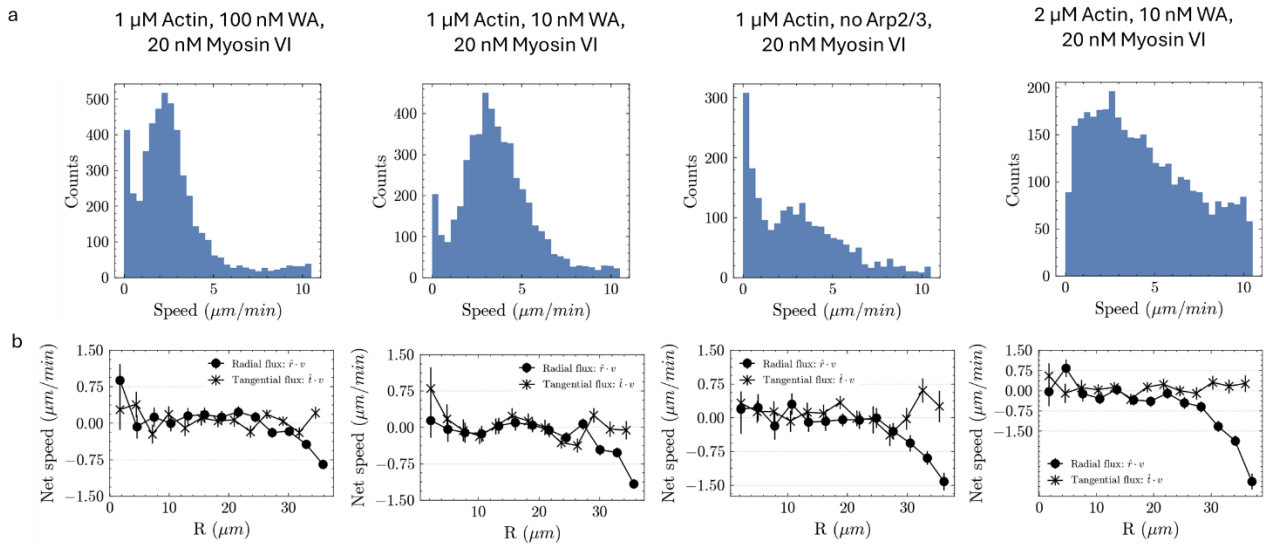 a
1 µM Actin, 100 nM WA,
20 nM Myosin VI
1 µM Actin, 10 nM WA,
20 nM Myosin VI
1 µM Actin, no Arp2/3,
20 nM Myosin VI
2 µM Actin, 10 nM WA,
20 nM Myosin VI
500
400
300
200
100
0
Counts
0 5 10
Speed (µm/min)
400
300
200
100
0
Counts
0 5 10
Speed (µm/min)
300
200
100
0
Counts
0 5 10
Speed (µm/min)
200
150
100
50
0
Counts
0 5 10
Speed (µm/min)
b
1.50
0.75
0.00
−0.75
−1.50
Net speed (µm/min)
Radial flux: r̂ · v
Tangential flux: t̂ · v
10 20 30
R (µm)
1.50
0.75
0.00
−0.75
−1.50
Net speed (µm/min)
Radial flux: r̂ · v
Tangential flux: t̂ · v
10 20 30
R (µm)
1.50
0.75
0.00
−0.75
−1.50
Net speed (µm/min)
Radial flux: r̂ · v
Tangential flux: t̂ · v
10 20 30
R (µm)
1.50
0.75
0.00
−0.75
−1.50
Net speed (µm/min)
Radial flux: r̂ · v
Tangential flux: t̂ · v
10 20 30
R (µm)